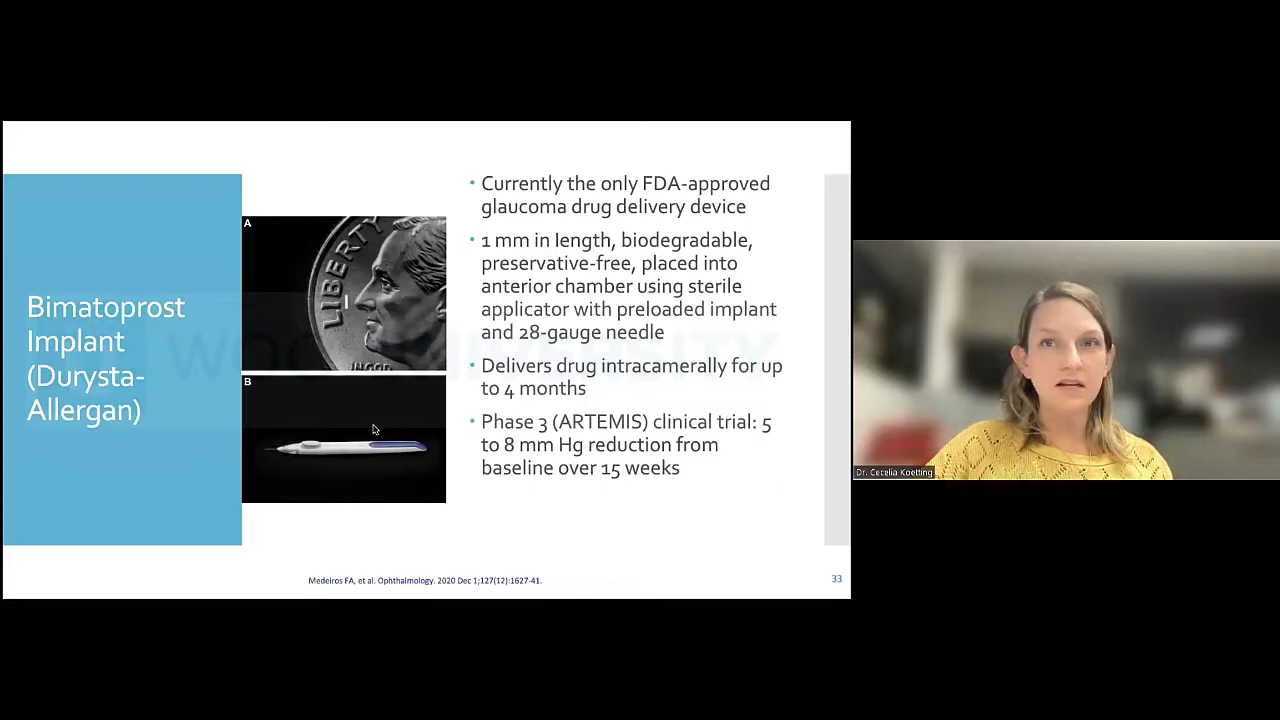 Bimatoprost
Implant
(Durysta-
Allergan)
A
LIBERTY
B
• Currently the only FDA-approved
glaucoma drug delivery device
• 1 mm in length, biodegradable,
preservative-free, placed into
anterior chamber using sterile
applicator with preloaded implant
and 28-gauge needle
• Delivers drug intracamerally for up
to 4 months
• Phase 3 (ARTEMIS) clinical trial: 5
to 8 mm Hg reduction from
baseline over 15 weeks
Medeiros FA, et al. Ophthalmology. 2020 Dec 1;127(12):1627-41.
33
Dr. Cecelia Koetting